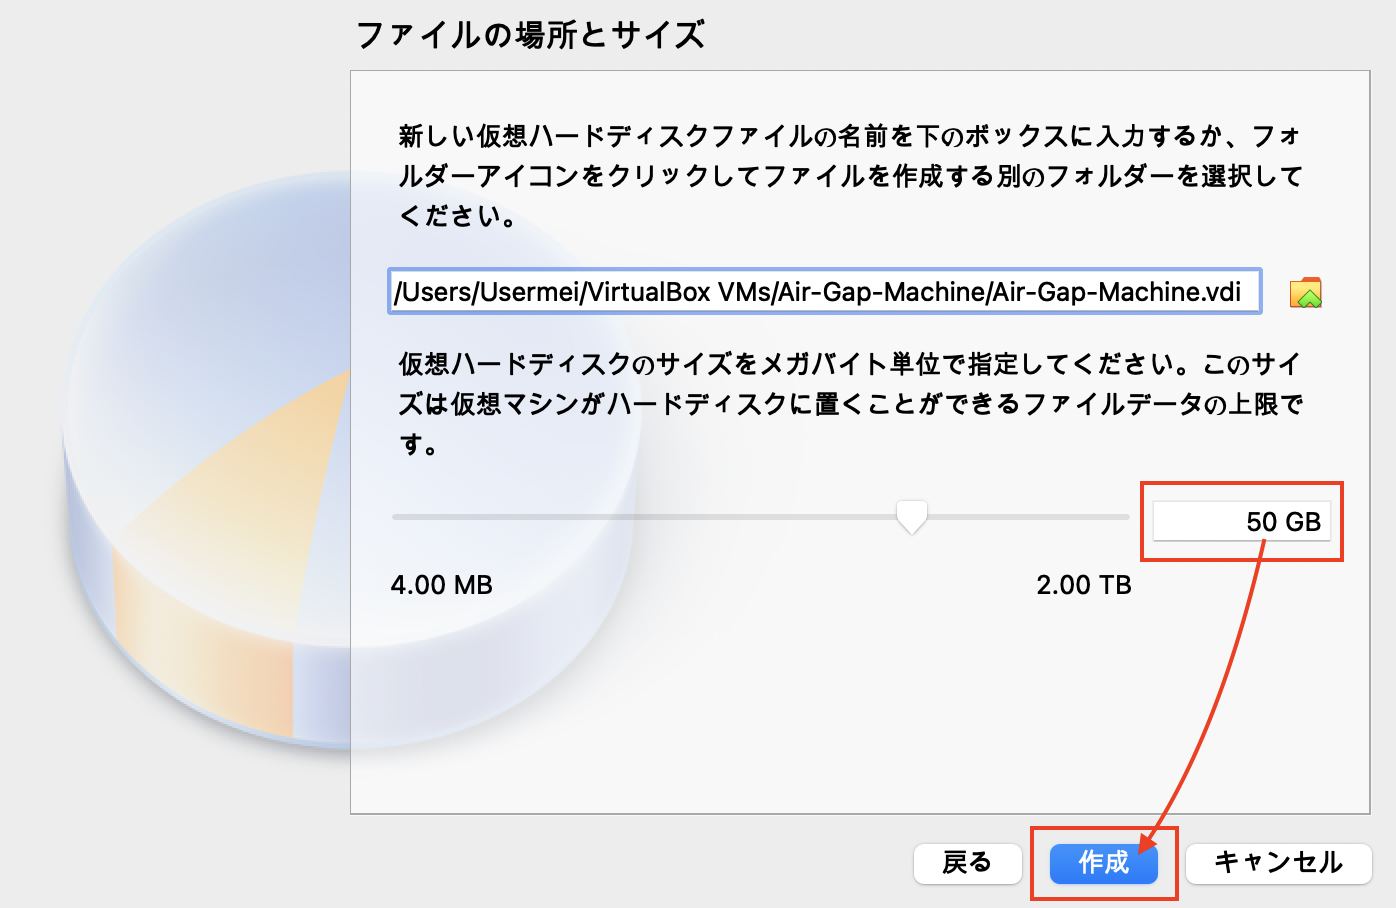 ファイルの場所とサイズ
新しい仮想ハードディスクファイルの名前を下のボックスに入力するか、フォ
ルダーアイコンをクリックしてファイルを作成する別のフォルダーを選択して
ください。
/Users/Usermei/VirtualBox VMs/Air-Gap-Machine/Air-Gap-Machine.vdi
仮想ハードディスクのサイズをメガバイト単位で指定してください。このサイ
ズは仮想マシンがハードディスクに置くことができるファイルデータの上限で
す。
50 GB
4.00 MB
2.00 TB
戻る
作成
キャンセル